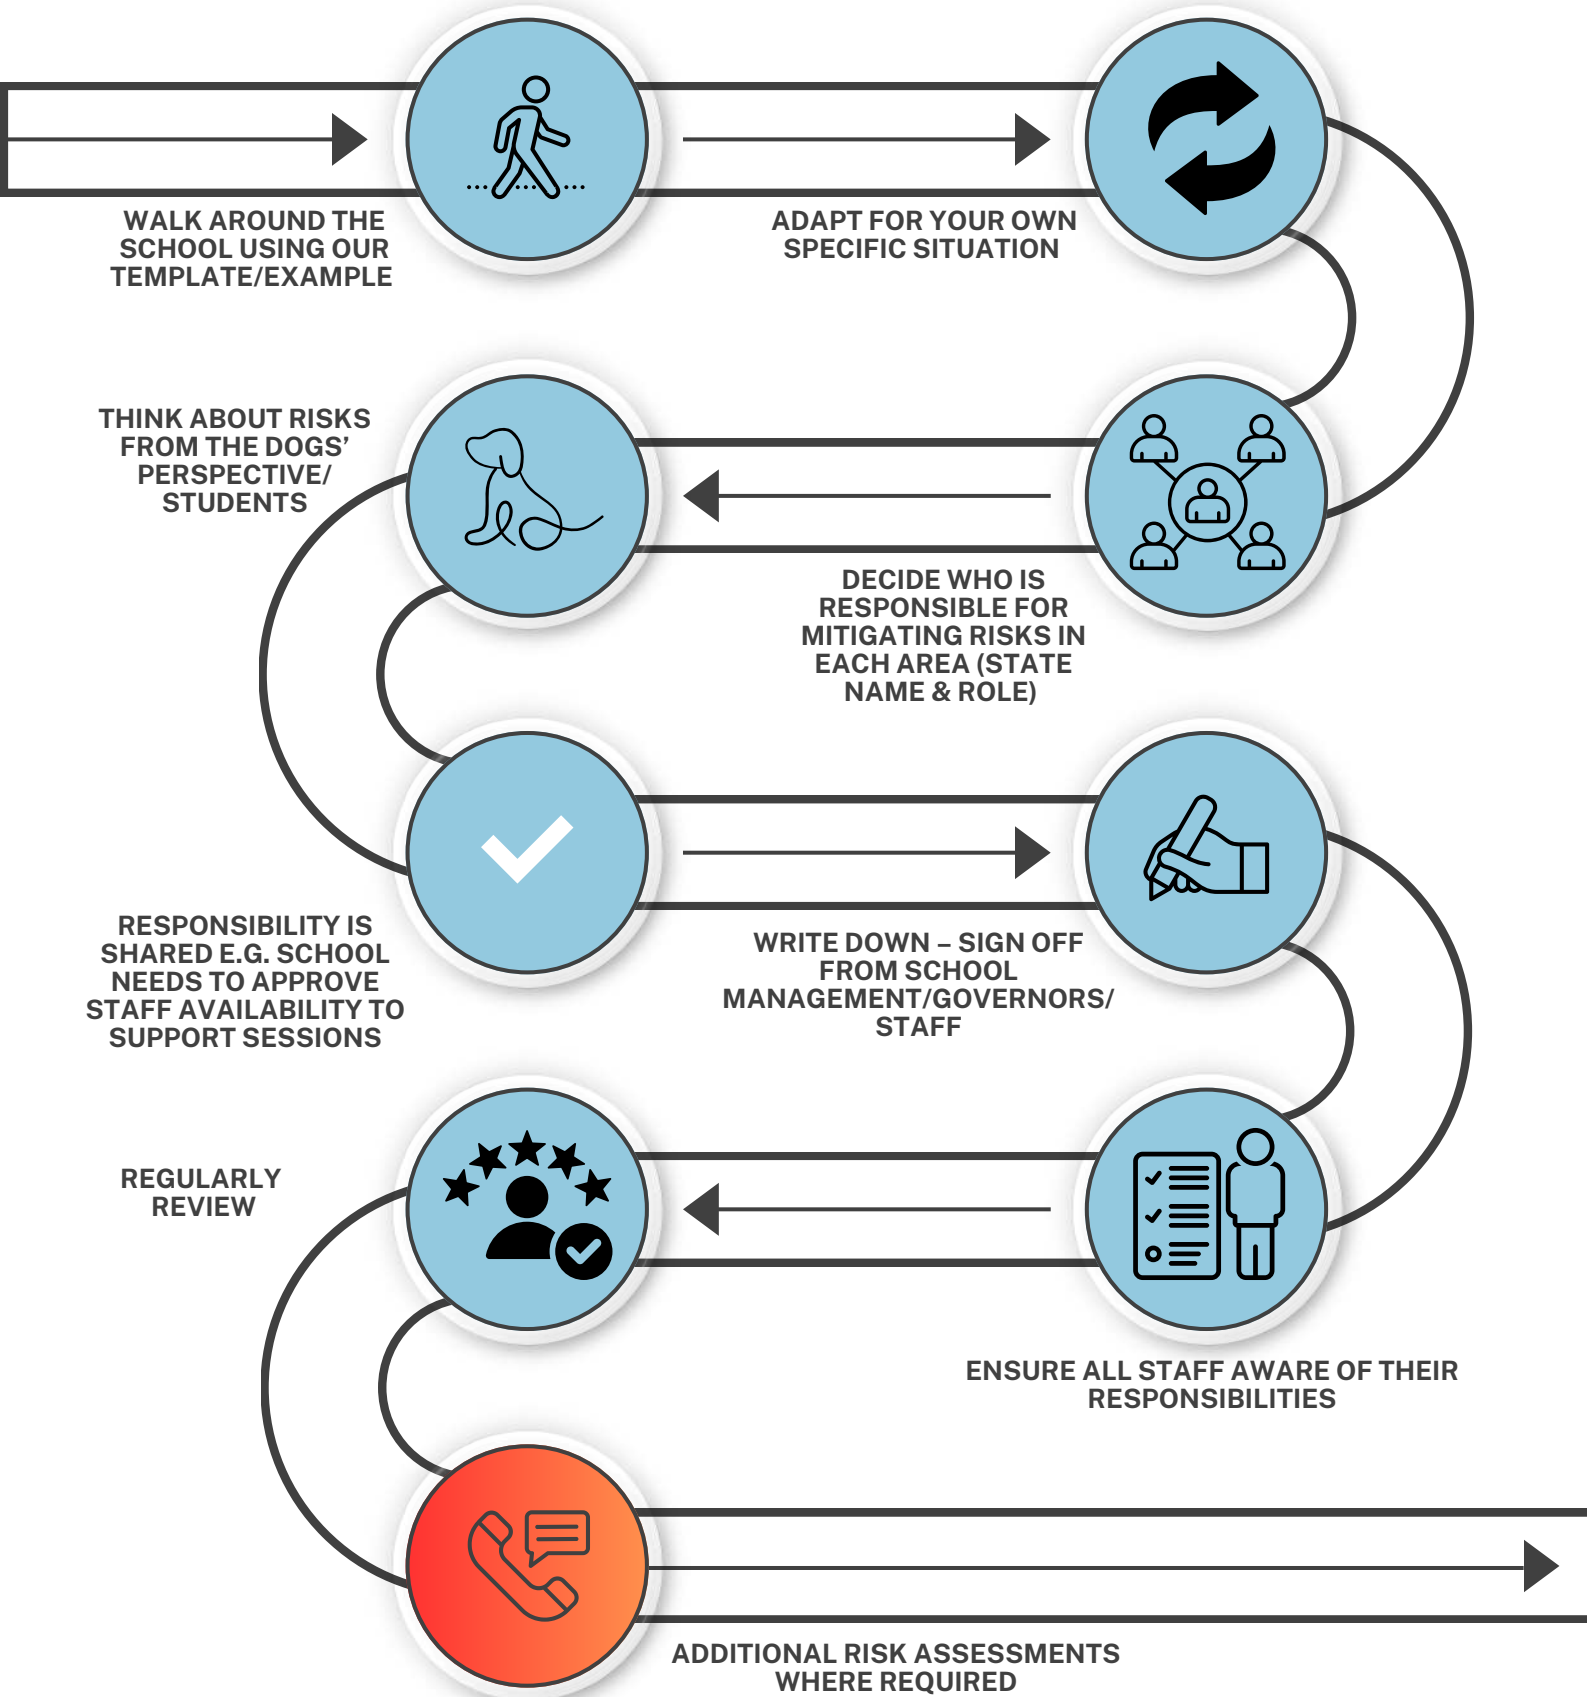 WALK AROUND THE
SCHOOL USING OUR
TEMPLATE/EXAMPLE
ADAPT FOR YOUR OWN
SPECIFIC SITUATION
DECIDE WHO IS
RESPONSIBLE FOR
MITIGATING RISKS IN
EACH AREA (STATE
NAME & ROLE)
THINK ABOUT RISKS
FROM THE DOGS’
PERSPECTIVE/
STUDENTS
RESPONSIBILITY IS
SHARED E.G. SCHOOL
NEEDS TO APPROVE
STAFF AVAILABILITY TO
SUPPORT SESSIONS
WRITE DOWN – SIGN OFF
FROM SCHOOL
MANAGEMENT/GOVERNORS/
STAFF
ENSURE ALL STAFF AWARE OF THEIR
RESPONSIBILITIES
REGULARLY
REVIEW
ADDITIONAL RISK ASSESSMENTS
WHERE REQUIRED